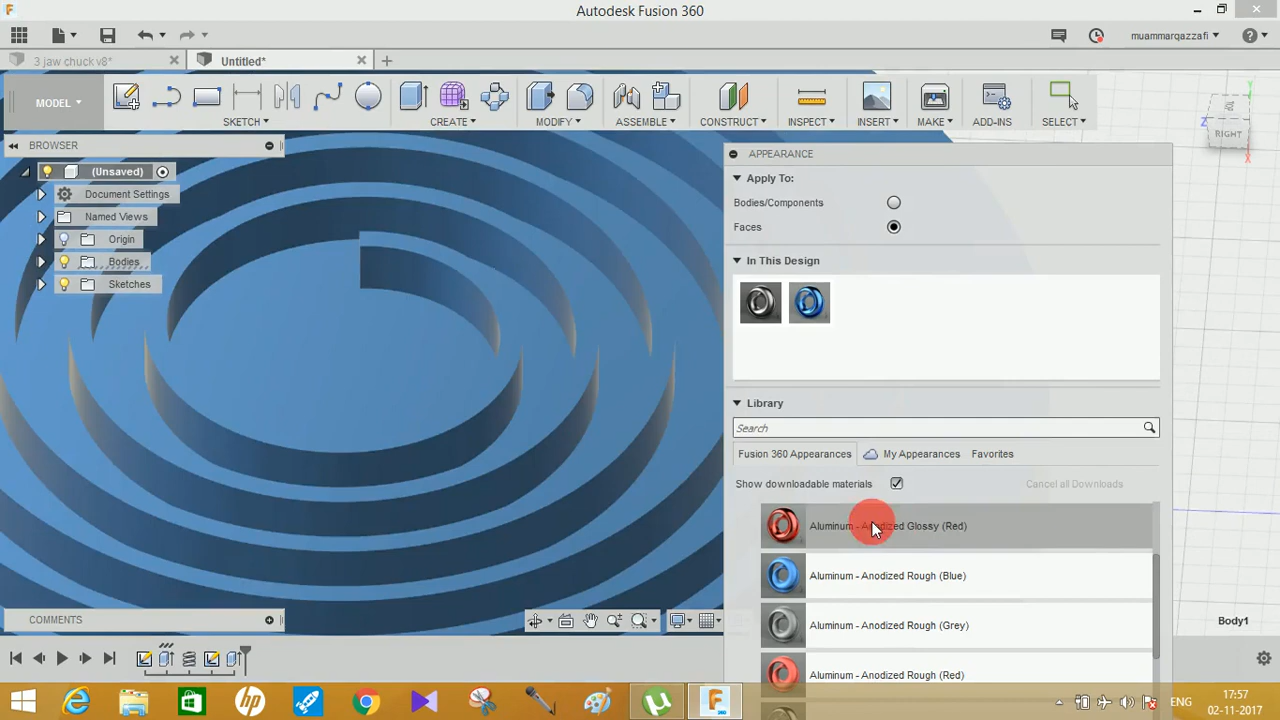 Autodesk Fusion 360
muammarqazzafi
3 jaw chuck v8*
Untitled*
MODEL
SKETCH
CREATE
MODIFY
ASSEMBLE
CONSTRUCT
INSPECT
INSERT
MAKE
ADD-INS
SELECT
BROWSER
(Unsaved)
Document Settings
Named Views
Origin
Bodies
Sketches
RIGHT
Z
X
APPEARANCE
Apply To:
Bodies/Components
Faces
In This Design
Library
Search
Fusion 360 Appearances
My Appearances
Favorites
Show downloadable materials
Cancel all Downloads
Aluminum - Anodized Glossy (Red)
Aluminum - Anodized Rough (Blue)
Aluminum - Anodized Rough (Grey)
Aluminum - Anodized Rough (Red)
COMMENTS
Body1
ENG
17:57
02-11-2017